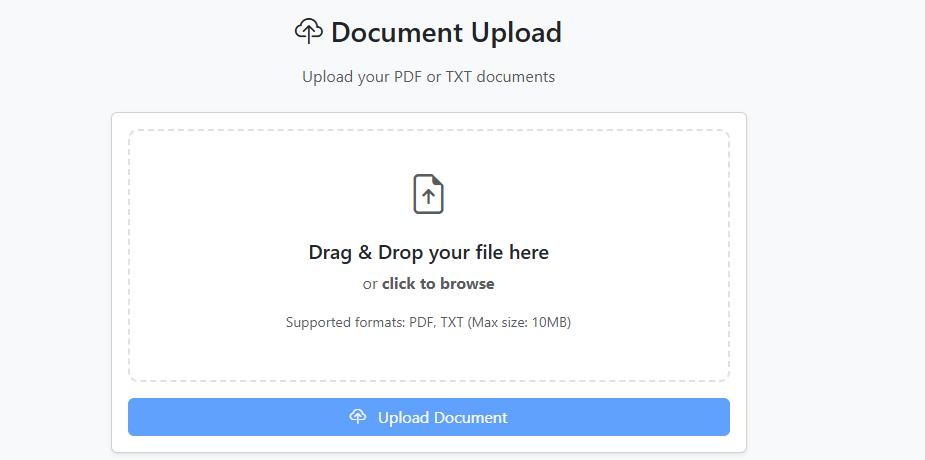 Document Upload
Upload your PDF or TXT documents
Drag & Drop your file here
or click to browse
Supported formats: PDF, TXT (Max size: 10MB)
Upload Document